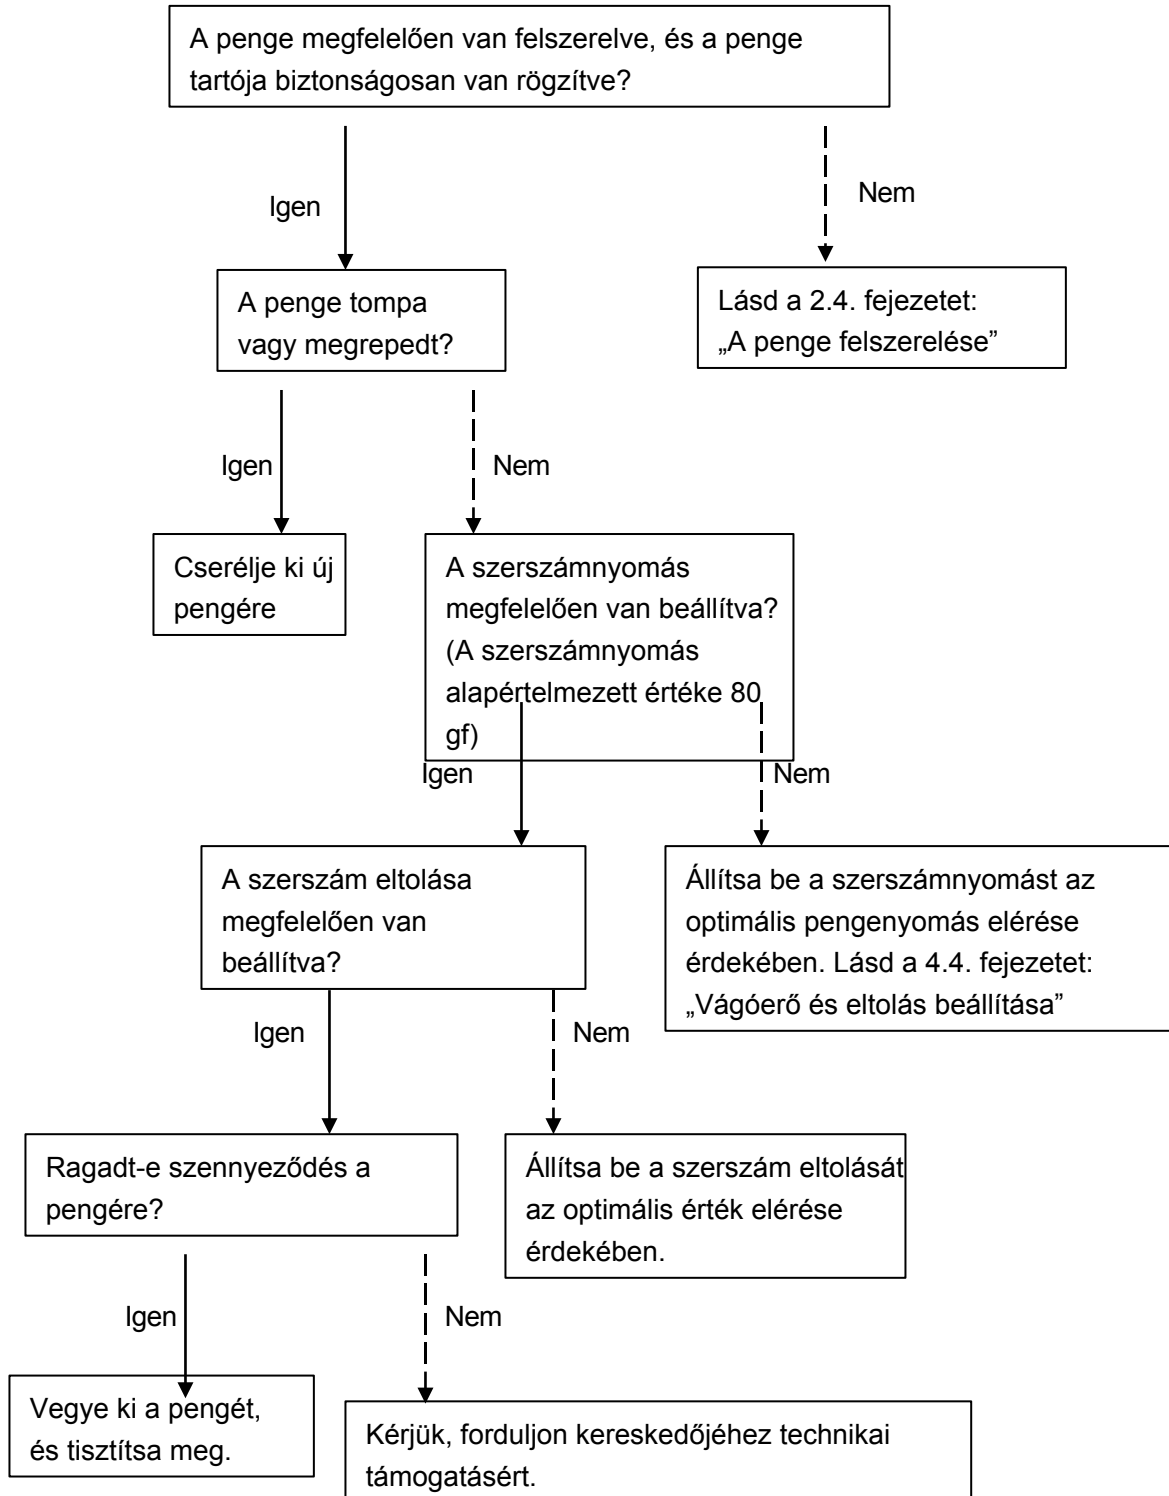 A penge megfelelően van felszerelve, és a penge
tartója biztonságosan van rögzítve?
Igen
Nem
A penge tompa
vagy megrepedt?
Lásd a 2.4. fejezetet:
„A penge felszerelése”
Igen
Nem
Cserélje ki új
pengére
A szerszámnyomás
megfelelően van beállítva?
(A szerszámnyomás
alapértelmezett értéke 80
gf)
Igen
Nem
A szerszám eltolása
megfelelően van
beállítva?
Állítsa be a szerszámnyomást az
optimális pengenyomás elérése
érdekében. Lásd a 4.4. fejezetet:
„Vágóerő és eltolás beállítása”
Igen
Nem
Ragadt-e szennyeződés a
pengére?
Állítsa be a szerszám eltolását
az optimális érték elérése
érdekében.
Igen
Nem
Vegye ki a pengét,
és tisztítsa meg.
Kérjük, forduljon kereskedőjéhez technikai
támogatásért.